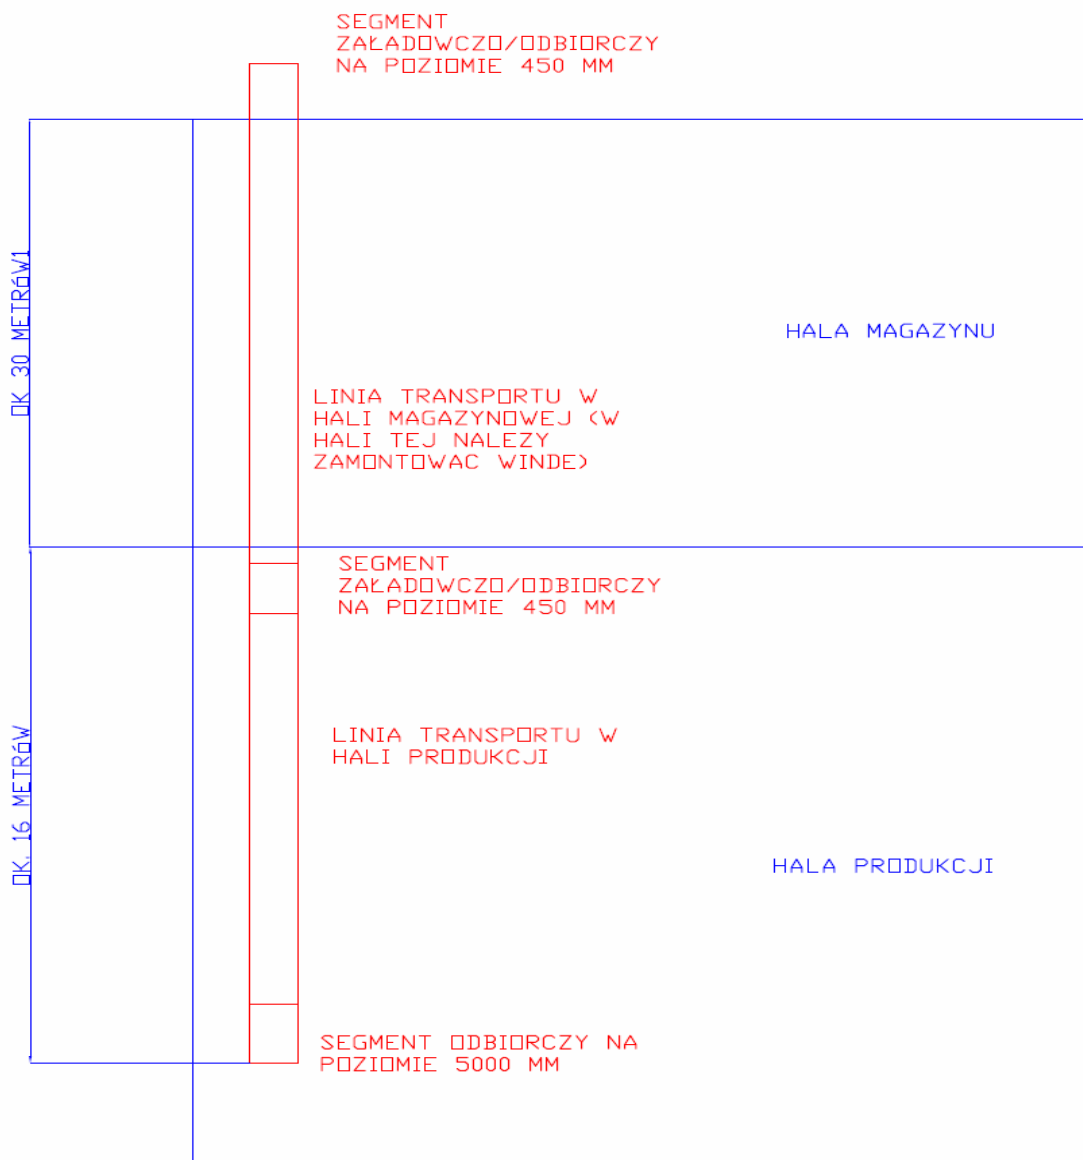 SEGMENT
ZAŁADOWCZO/ODBIORCZY
NA POZIOMIE 450 MM
OK 30 METRÓW1
HALA MAGAZYNU
LINIA TRANSPORTU W
HALI MAGAZYNOWEJ (W
HALI TEJ NALEZY
ZAMONTOWAC WINDE)
SEGMENT
ZAŁADOWCZO/ODBIORCZY
NA POZIOMIE 450 MM
OK. 16 METRÓW
LINIA TRANSPORTU W
HALI PRODUKCJI
HALA PRODUKCJI
SEGMENT ODBIORCZY NA
POZIOMIE 5000 MM